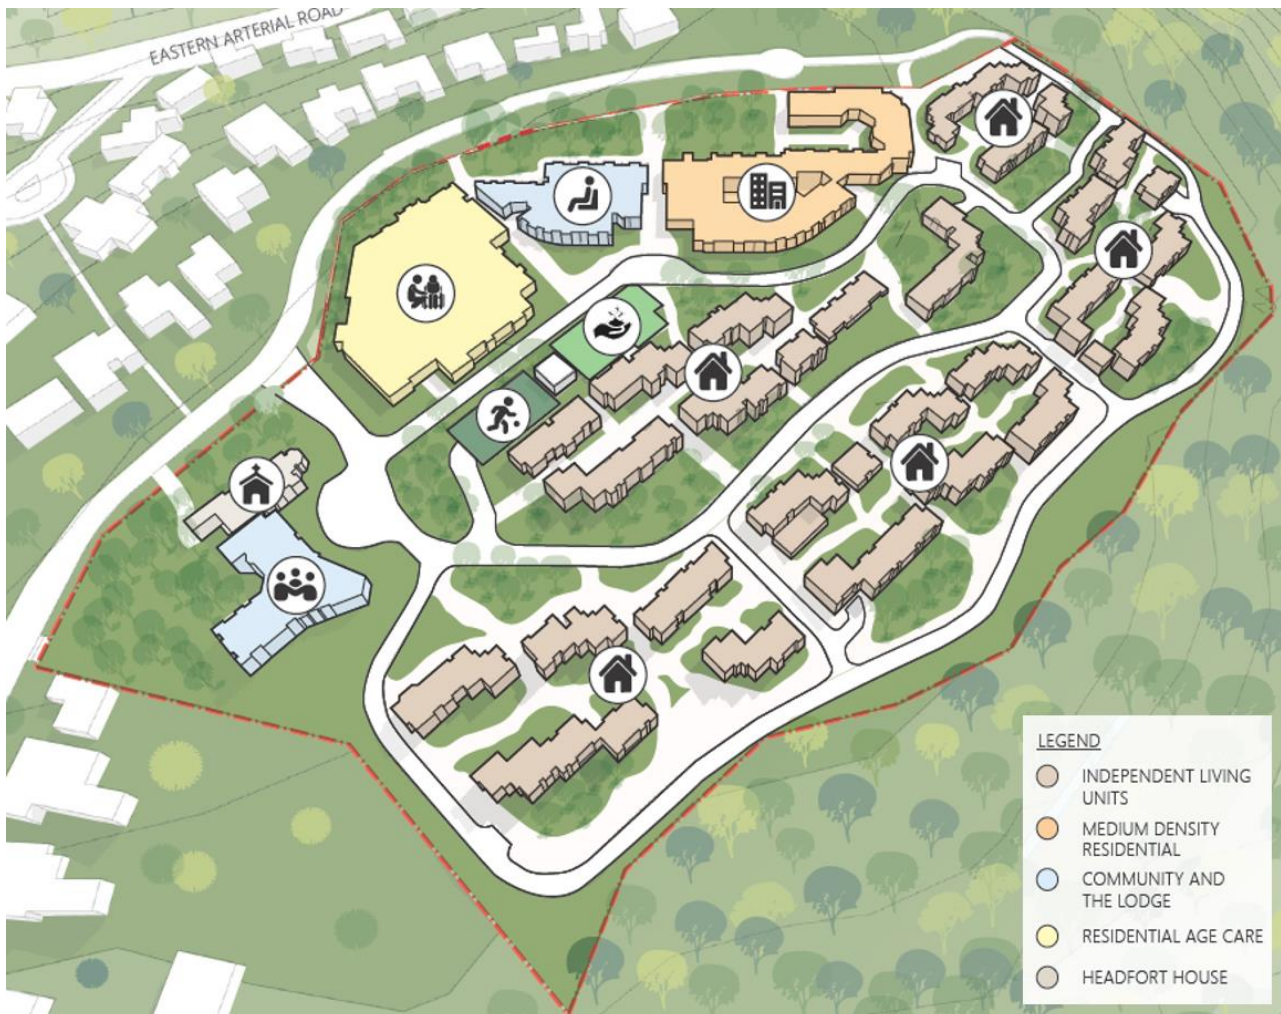 EASTERN ARTERIAL ROAD
LEGEND
INDEPENDENT LIVING
UNITS
MEDIUM DENSITY
RESIDENTIAL
COMMUNITY AND
THE LODGE
RESIDENTIAL AGE CARE
HEADFORT HOUSE